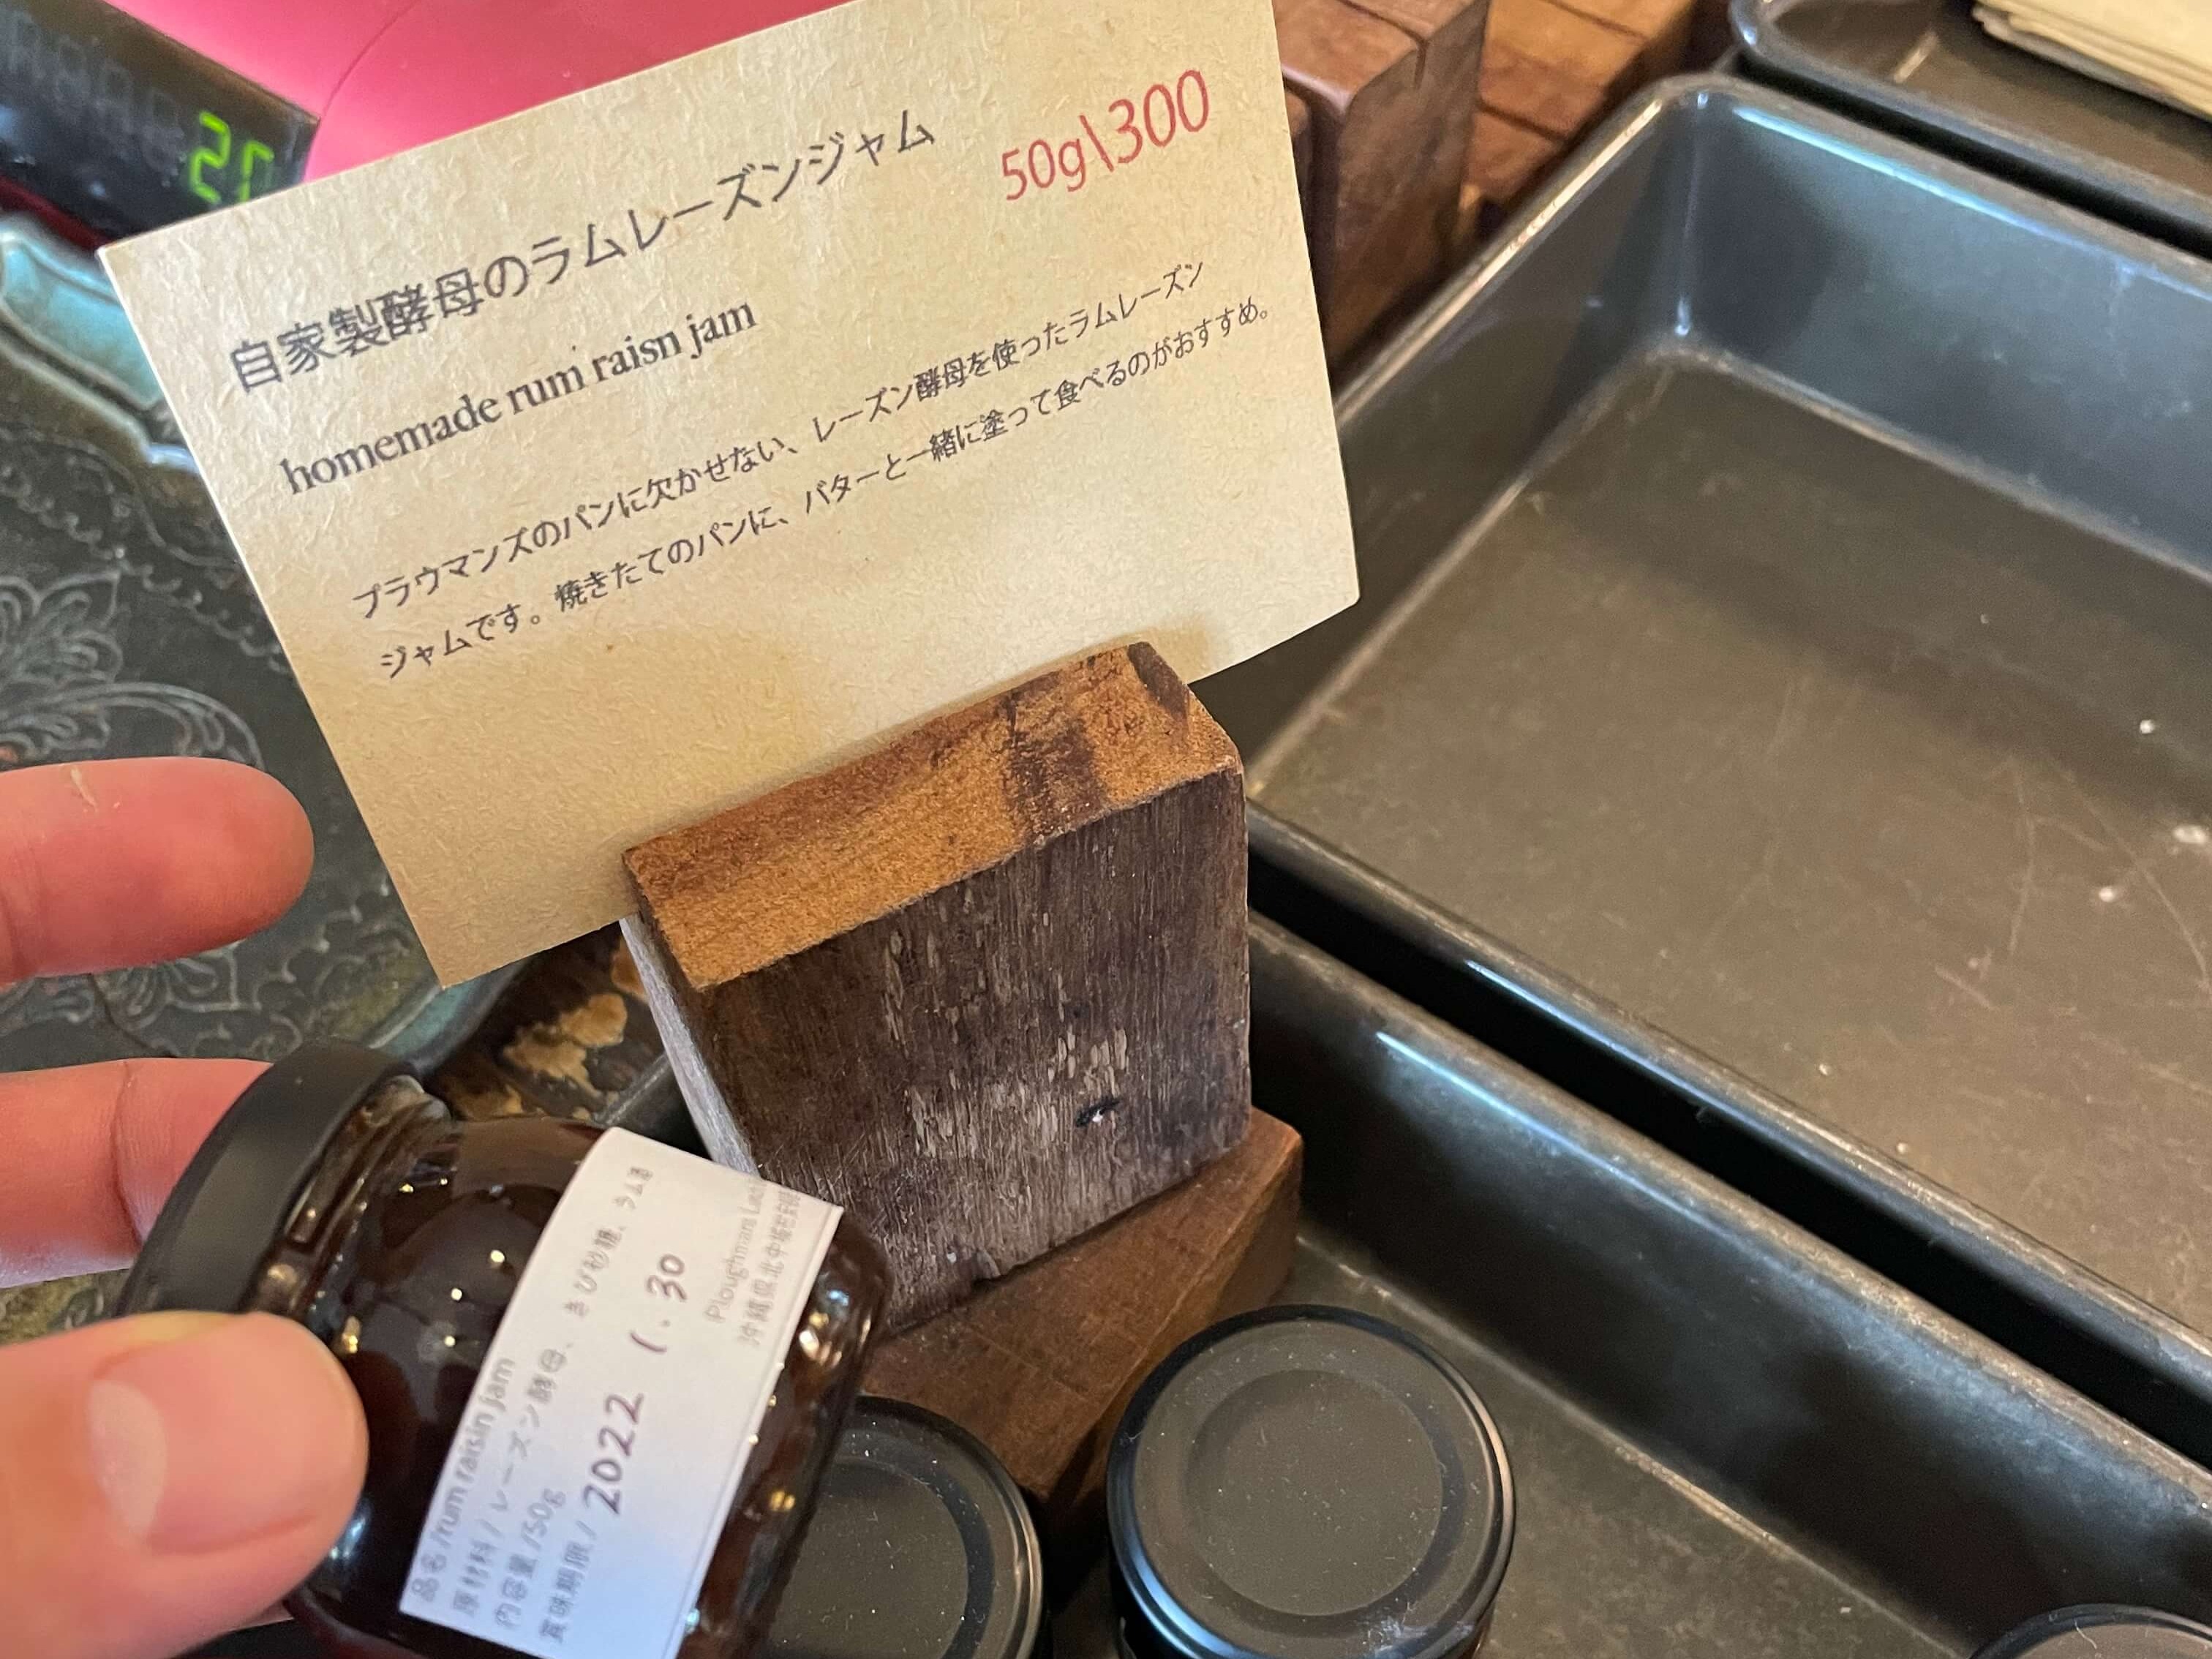 自家製酵母のラムレーズンジャム
50g\300
homemade rum raisn jam
プラウマンズのパンに欠かせない、レーズン酵母を使ったラムレーズン
ジャムです。焼きたてのパンに、バターと一緒に塗って食べるのがおすすめ。
品名/rum raisin jam
原材料/レーズン酵母、きび砂糖、ラム酒
内容量/50g
賞味期限/2022 1.30
Ploughmans
沖縄県北中城村